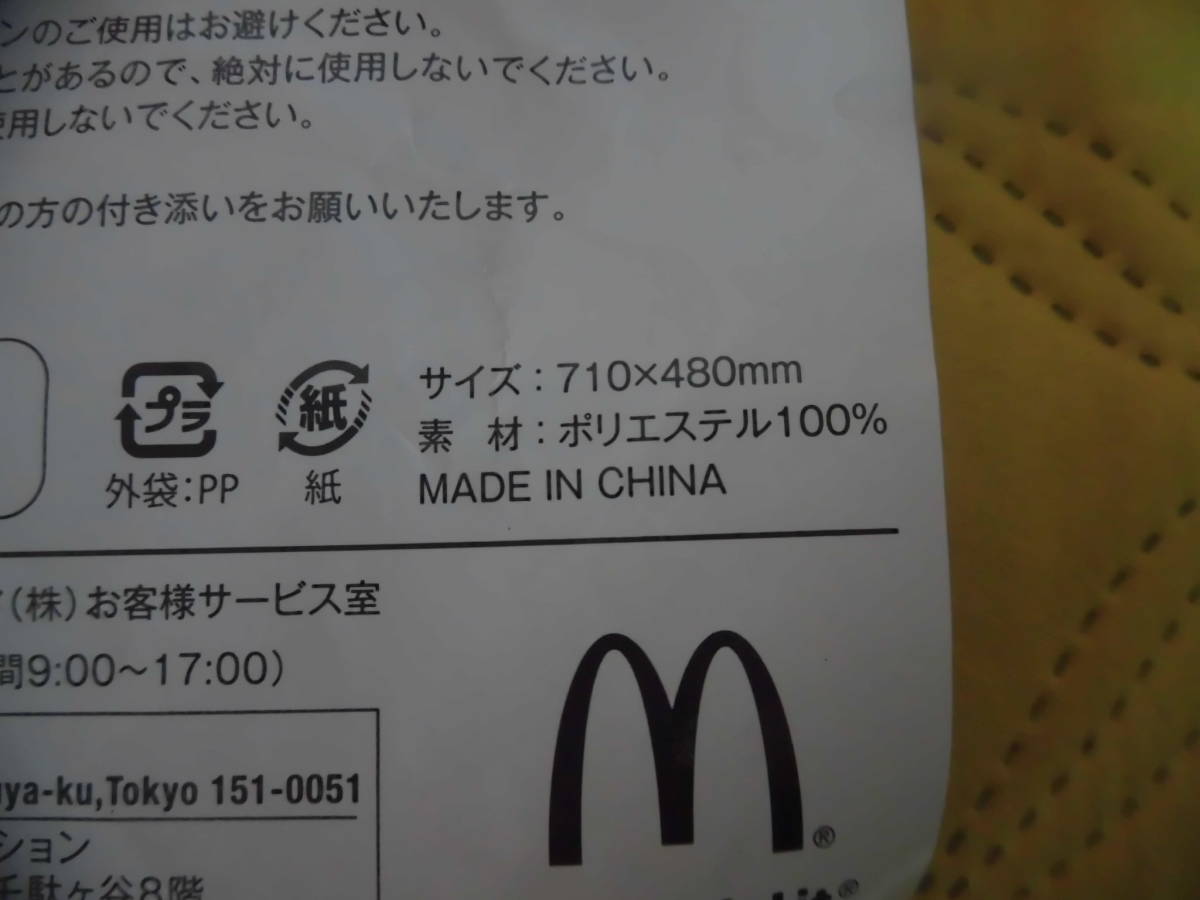 ンのご使用はお避けください。
とがあるので、絶対に使用しないでください。
使用しないでください。
の方の付き添いをお願いいたします。
プラ
外袋:PP
紙
紙
サイズ:710×480mm
素 材:ポリエステル100%
MADE IN CHINA
(株)お客様サービス室
間9:00~17:00)
uya-ku,Tokyo 151-0051
ション
千駄ヶ谷8階
®
®